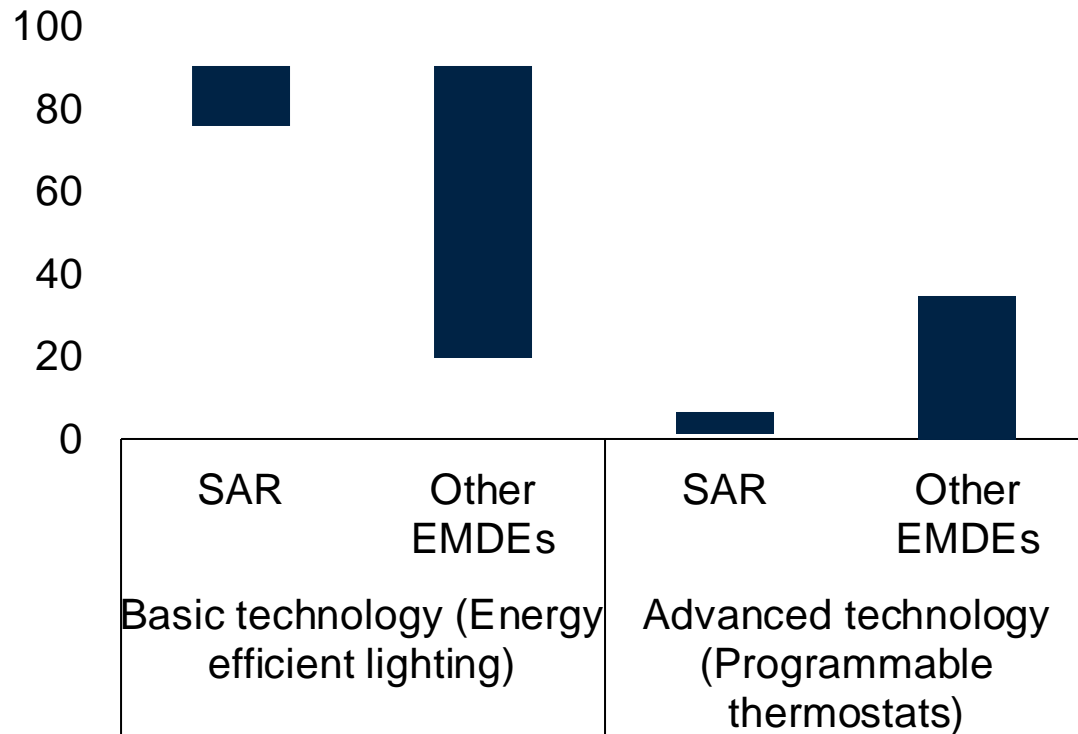 100
80
60
40
20
0
SAR
Other
EMDEs
SAR
Other
EMDEs
Basic technology (Energy
efficient lighting)
Advanced technology
(Programmable
thermostats)